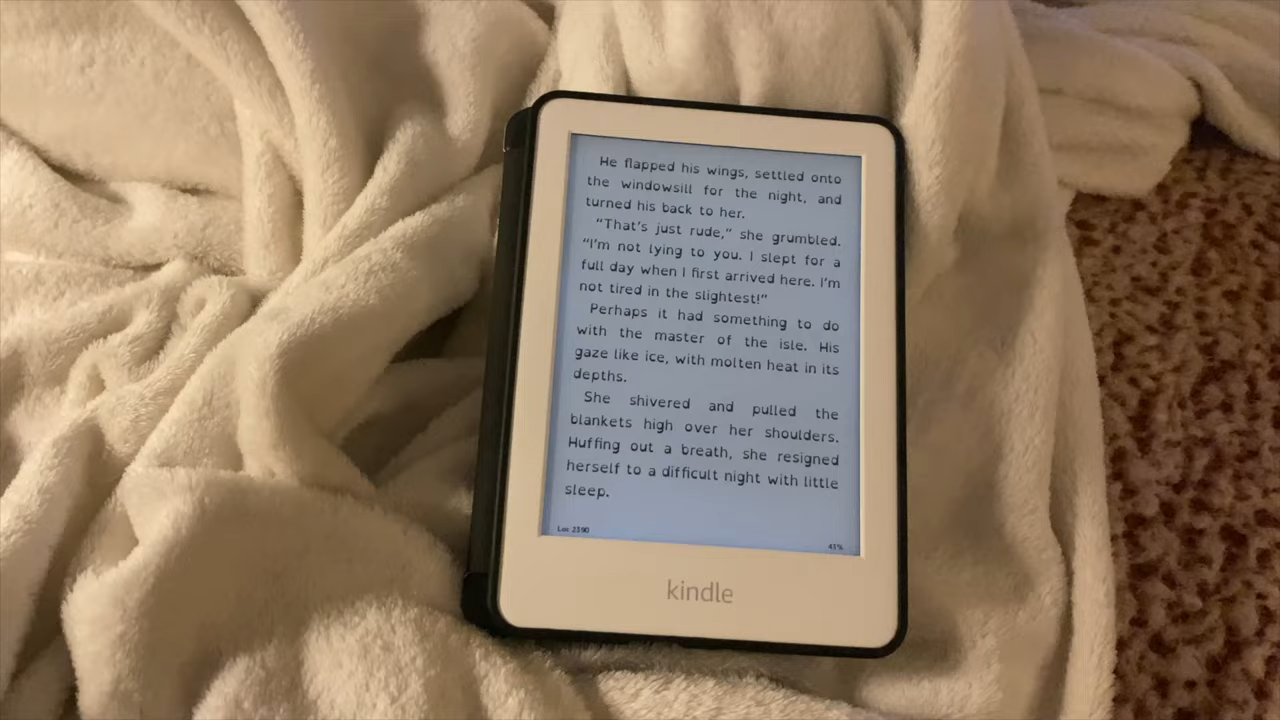 He flapped his wings, settled onto
the windowsill for the night, and
turned his back to her.
“That’s just rude,” she grumbled.
“I’m not lying to you. I slept for a
full day when I first arrived here. I’m
not tired in the slightest!”
Perhaps it had something to do
with the master of the isle. His
gaze like ice, with molten heat in its
depths.
She shivered and pulled the
blankets high over her shoulders.
Huffing out a breath, she resigned
herself to a difficult night with little
sleep.
Loc 2390
41%
kindle